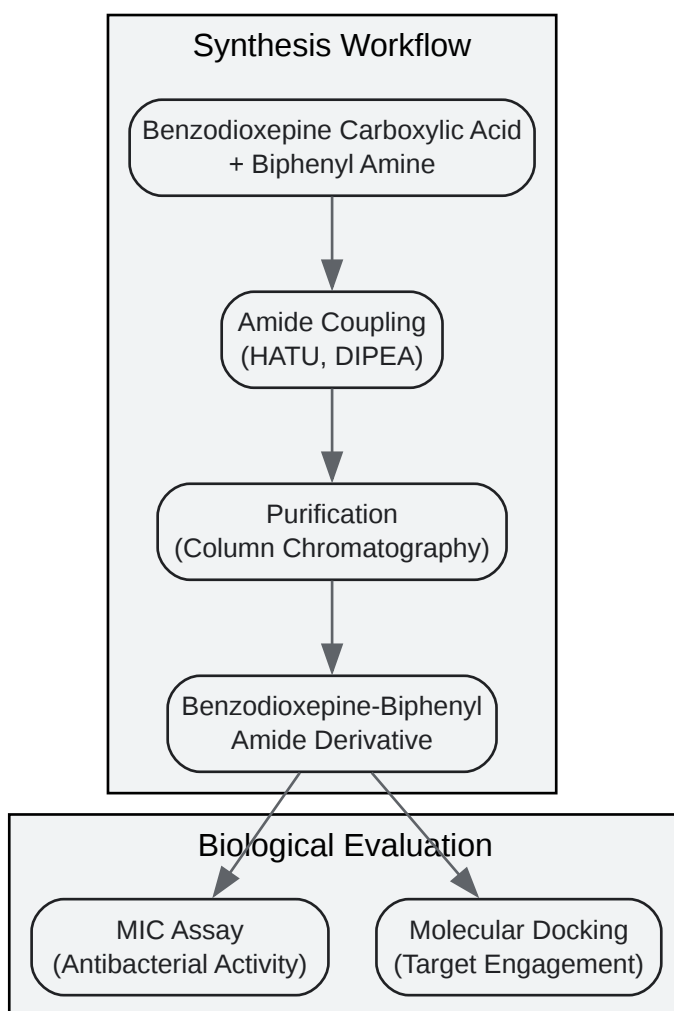 Synthesis Workflow
Benzodioxepine Carboxylic Acid
+ Biphenyl Amine
Amide Coupling
(HATU, DIPEA)
Purification
(Column Chromatography)
Benzodioxepine-Biphenyl
Amide Derivative
Biological Evaluation
MIC Assay
(Antibacterial Activity)
Molecular Docking
(Target Engagement)